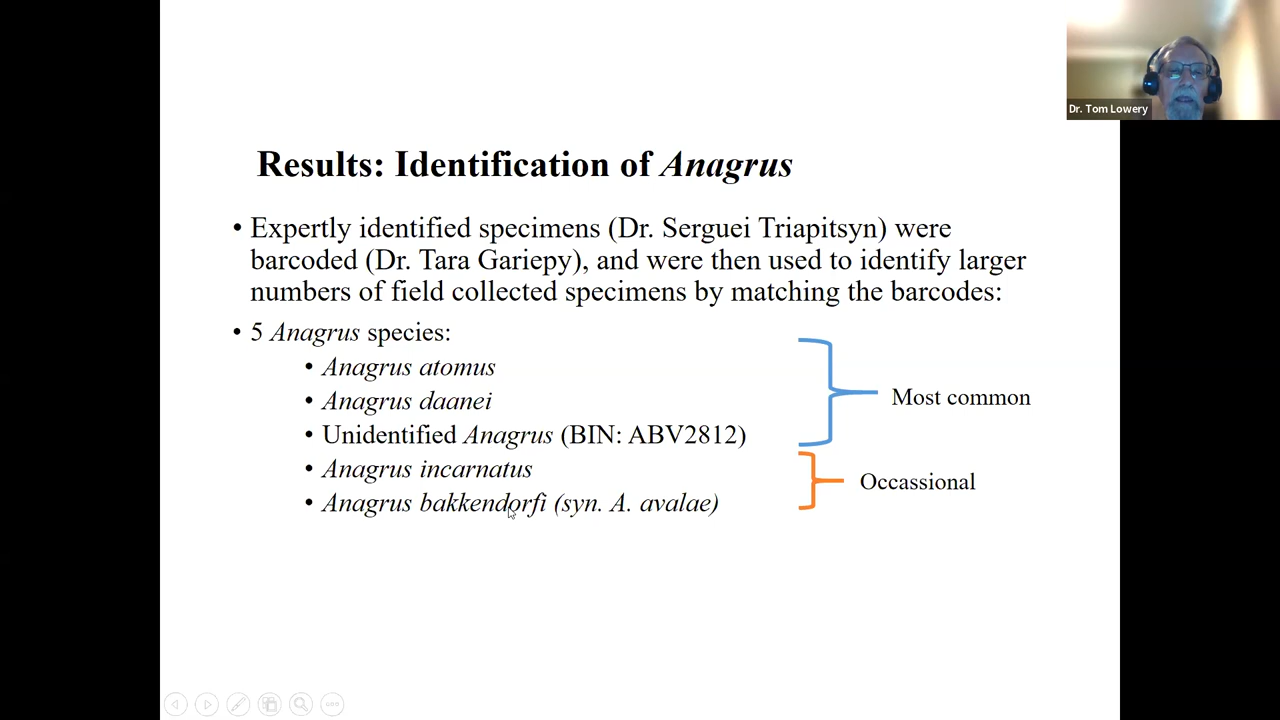 Dr. Tom Lowery
Results: Identification of Anagrus
• Expertly identified specimens (Dr. Serguei Triapitsyn) were
barcoded (Dr. Tara Gariepy), and were then used to identify larger
numbers of field collected specimens by matching the barcodes:
• 5 Anagrus species:
• Anagrus atomus
• Anagrus daanei
• Unidentified Anagrus (BIN: ABV2812)
• Anagrus incarnatus
• Anagrus bakkendorfi (syn. A. avalae)
Most common
Occassional